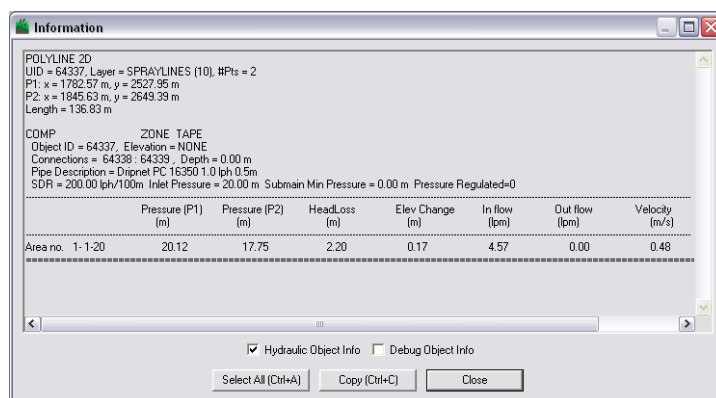 Information
POLYLINE 2D
UID = 64337, Layer = SPRAYLINES (10), #Pts = 2
P1: x = 1782.57 m, y = 2527.95 m
P2: x = 1845.63 m, y = 2649.39 m
Length = 136.83 m
COMP ZONE TAPE
Object ID = 64337, Elevation = NONE
Connections = 64338 : 64339 , Depth = 0.00 m
Pipe Description = Dripnet PC 16350 1.0 lph 0.5m
SDR = 200.00 lph/100m Inlet Pressure = 20.00 m Submain Min Pressure = 0.00 m Pressure Regulated=0
Pressure (P1) Pressure (P2) HeadLoss Elev Change In flow Out flow Velocity
(m) (m) (m) (m) (lpm) (lpm) (m/s)
Area no. 1- 1-20 20.12 17.75 2.20 0.17 4.57 0.00 0.48
Hydraulic Object Info Debug Object Info
Select All (Ctrl+A) Copy (Ctrl+C) Close